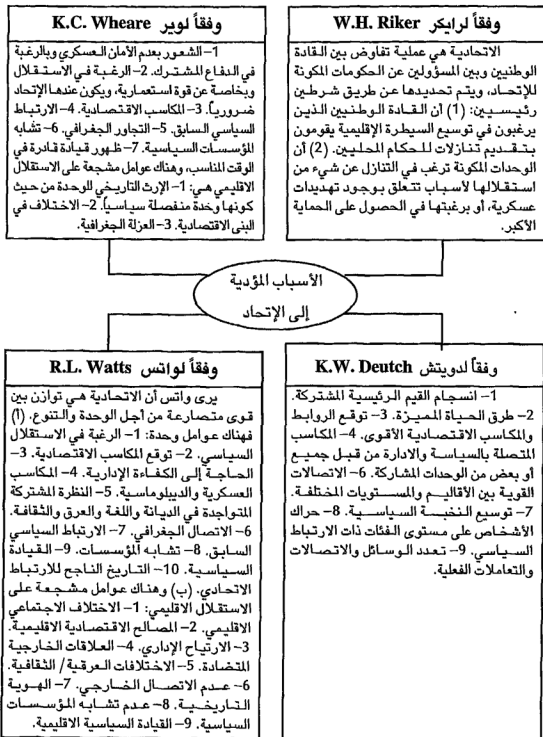 وفقاً لرايكر W.H. Riker
الاتحادية هي عملية تفاوض بين القادة
الوطنيين وبين المسؤولين عن الحكومات المكونة
للإتحاد، ويتم تحديدها عن طريق شرطين
رئيسيين: (1) أن القادة الوطنيين الذين
يرغبون في توسيع السيطرة الإقليمية يقومون
بتقديم تنازلات للحكام المحليين. (2) أن
الوحدات المكونة ترغب في التنازل عن شيء من
استقلالها لأسباب تتعلق بوجود تهديدات
عسكرية، أو برغبتها في الحصول على الحماية
الأكبر.
وفقاً لوير K.C. Wheare
1– الشعور بعدم الأمان العسكري وبالرغبة
في الدفاع المشترك. 2– الرغبة في الاستقلال
وبخاصة عن قوة استعمارية، ويكون عندها الإتحاد
ضرورياً. 3– المكاسب الاقتصادية. 4– الارتباط
السياسي السابق. 5– التجاور الجغرافي. 6– تشابه
المؤسسات السياسية. 7– ظهور قيادة قادرة في
الوقت المناسب، وهناك عوامل مشجعة على الاستقلال
الاقليمي هي: 1– الإرث التاريخي للوحدة من حيث
كونها وحدة منفصلة سياسياً. 2– الاختلاف في
البنى الاقتصادية. 3– العزلة الجغرافية.
الأسباب المؤدية
إلى الإتحاد
وفقاً لدويتش K.W. Deutch
1– انسجام القيم الرئيسية المشتركة.
2– طرق الحياة المميزة. 3– توقع الروابط
والمكاسب الاقتصادية الأقوى. 4– المكاسب
المتصلة بالسياسة والادارة من قبل جميع
أو بعض من الوحدات المشاركة. 6– الاتصالات
القوية بين الأقاليم والمستويات المختلفة.
7– توسيع النخبة السياسية. 8– حراك
الأشخاص على مستوى الفئات ذات الارتباط
السياسي. 9– تعدد الوسائل والاتصالات
والتعاملات الفعلية.
وفقاً لواتس R.L. Watts
يرى واتس أن الاتحادية هي توازن بين
قوى متصارعة من أجل الوحدة والتنوع. (أ)
فهناك عوامل وحدة: 1– الرغبة في الاستقلال
السياسي. 2– توقع المكاسب الاقتصادية. 3–
الحاجة إلى الكفاءة الإدارية. 4– المكاسب
العسكرية والديبلوماسية. 5– النظرة المشتركة
المتواجدة في الديانة واللغة والعرق والثقافة.
6– الاتصال الجغرافي. 7– الارتباط السياسي
السابق. 8– تشابه المؤسسات. 9– القيادة
السياسية. 10– التاريخ الناجح للارتباط
الاتحادي. (ب) وهناك عوامل مشجعة على
الاستقلال الاقليمي: 1– الاختلاف الاجتماعي
الاقليمي. 2– المصالح الاقتصادية الاقليمية.
3– الارتياح الإداري. 4– العلاقات الخارجية
المتضادة. 5– الاختلافات العرقية / الثقافية.
6– عدم الاتصال الخارجي. 7– الهوية
التاريخية. 8– عدم تشابه المؤسسات
السياسية. 9– القيادة السياسية الاقليمية.